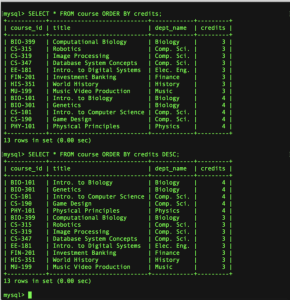 mysql> SELECT * FROM course ORDER BY credits;
+-----------+----------------------------+------------+---------+
| course_id | title | dept_name | credits |
+-----------+----------------------------+------------+---------+
| BIO-399 | Computational Biology | Biology | 3 |
| CS-315 | Robotics | Comp. Sci. | 3 |
| CS-319 | Image Processing | Comp. Sci. | 3 |
| CS-347 | Database System Concepts | Comp. Sci. | 3 |
| EE-181 | Intro. to Digital Systems | Elec. Eng. | 3 |
| FIN-201 | Investment Banking | Finance | 3 |
| HIS-351 | World History | History | 3 |
| MU-199 | Music Video Production | Music | 3 |
| BIO-101 | Intro. to Biology | Biology | 4 |
| BIO-301 | Genetics | Biology | 4 |
| CS-101 | Intro. to Computer Science | Comp. Sci. | 4 |
| CS-190 | Game Design | Comp. Sci. | 4 |
| PHY-101 | Physical Principles | Physics | 4 |
+-----------+----------------------------+------------+---------+
13 rows in set (0.00 sec)
mysql> SELECT * FROM course ORDER BY credits DESC;
+-----------+----------------------------+------------+---------+
| course_id | title | dept_name | credits |
+-----------+----------------------------+------------+---------+
| BIO-101 | Intro. to Biology | Biology | 4 |
| BIO-301 | Genetics | Biology | 4 |
| CS-101 | Intro. to Computer Science | Comp. Sci. | 4 |
| CS-190 | Game Design | Comp. Sci. | 4 |
| PHY-101 | Physical Principles | Physics | 4 |
| BIO-399 | Computational Biology | Biology | 3 |
| CS-315 | Robotics | Comp. Sci. | 3 |
| CS-319 | Image Processing | Comp. Sci. | 3 |
| CS-347 | Database System Concepts | Comp. Sci. | 3 |
| EE-181 | Intro. to Digital Systems | Elec. Eng. | 3 |
| FIN-201 | Investment Banking | Finance | 3 |
| HIS-351 | World History | History | 3 |
| MU-199 | Music Video Production | Music | 3 |
+-----------+----------------------------+------------+---------+
13 rows in set (0.00 sec)
mysql>